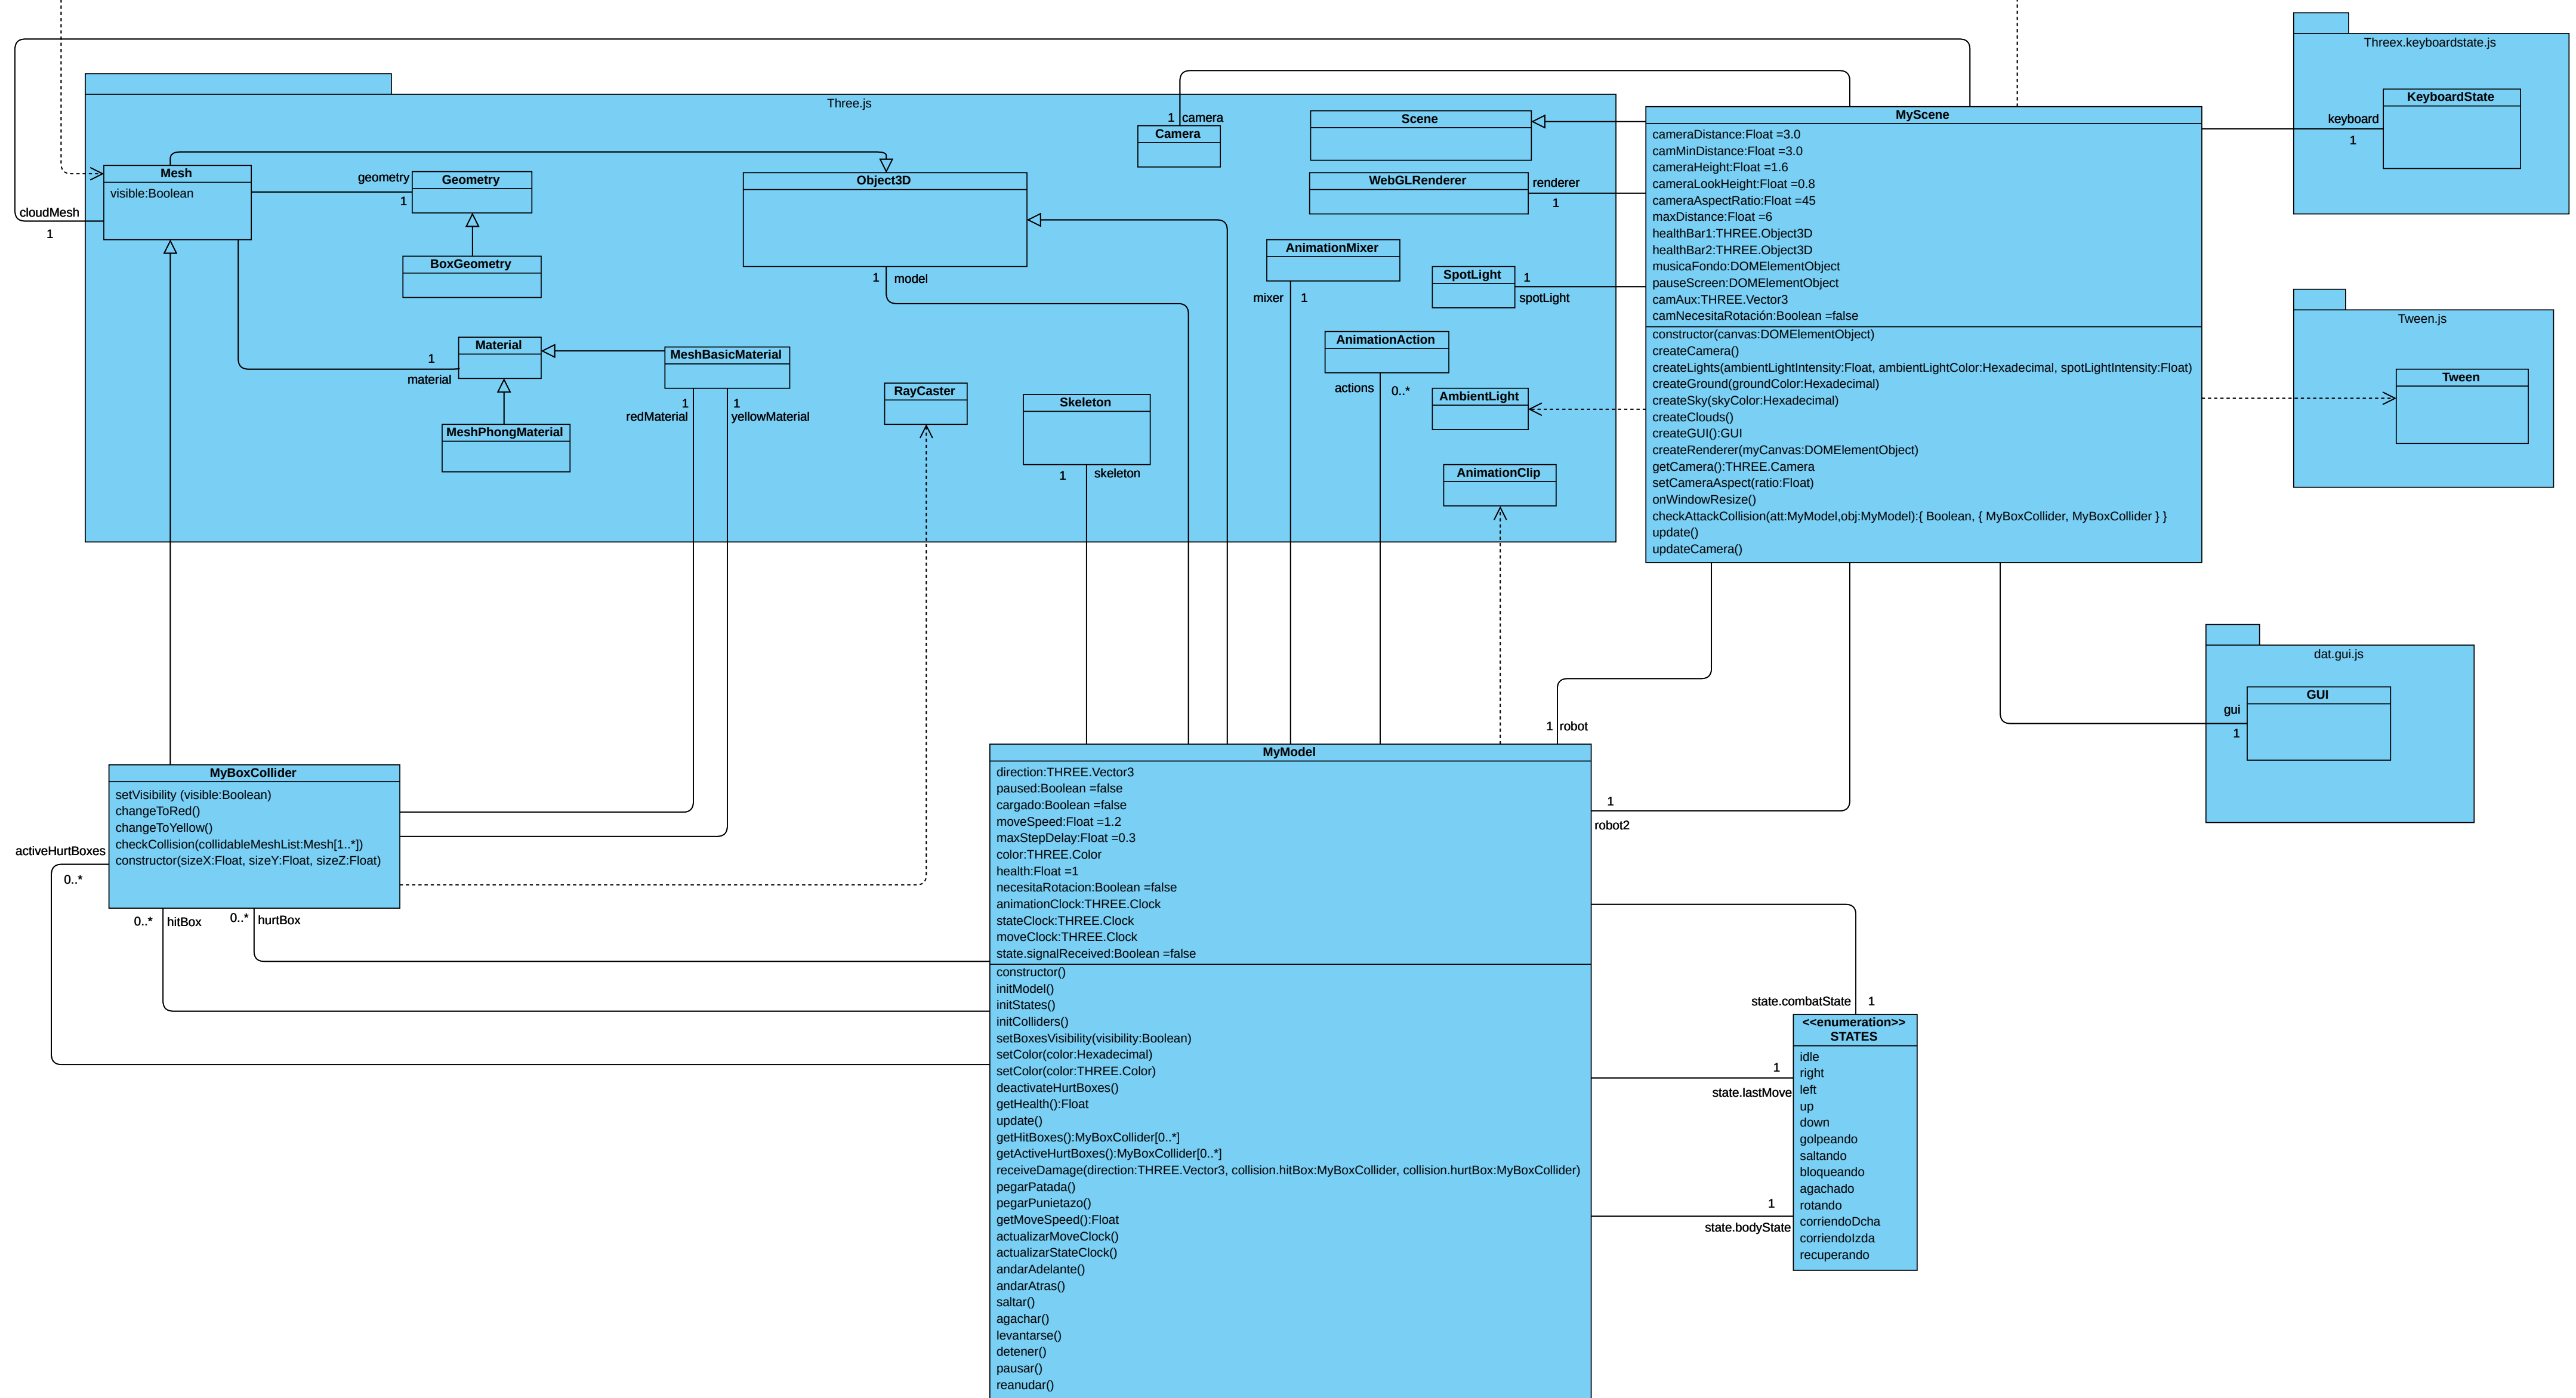 Three.js
Mesh
visible:Boolean
cloudMesh
1
geometry
1
Geometry
BoxGeometry
Material
1
material
MeshPhongMaterial
MeshBasicMaterial
1
redMaterial
1
yellowMaterial
Object3D
1 model
RayCaster
Skeleton
1 skeleton
1 camera
Camera
Scene
WebGLRenderer
renderer
1
AnimationMixer
mixer 1
SpotLight
1
spotLight
AnimationAction
actions 0..*
AmbientLight
AnimationClip
MyScene
cameraDistance:Float =3.0
camMinDistance:Float =3.0
cameraHeight:Float =1.6
cameraLookHeight:Float =0.8
cameraAspectRatio:Float =45
maxDistance:Float =6
healthBar1:THREE.Object3D
healthBar2:THREE.Object3D
musicaFondo:DOMElementObject
pauseScreen:DOMElementObject
camAux:THREE.Vector3
camNecesitaRotación:Boolean =false
constructor(canvas:DOMElementObject)
createCamera()
createLights(ambientLightIntensity:Float, ambientLightColor:Hexadecimal, spotLightIntensity:Float)
createGround(groundColor:Hexadecimal)
createSky(skyColor:Hexadecimal)
createClouds()
createGUI():GUI
createRenderer(myCanvas:DOMElementObject)
getCamera():THREE.Camera
setCameraAspect(ratio:Float)
onWindowResize()
checkAttackCollision(att:MyModel,obj:MyModel):{ Boolean, { MyBoxCollider, MyBoxCollider } }
update()
updateCamera()
Threex.keyboardstate.js
KeyboardState
keyboard
1
Tween.js
Tween
dat.gui.js
GUI
gui
1
1 robot
1
robot2
MyBoxCollider
setVisibility (visible:Boolean)
changeToRed()
changeToYellow()
checkCollision(collidableMeshList:Mesh[1..*])
constructor(sizeX:Float, sizeY:Float, sizeZ:Float)
activeHurtBoxes
0..*
0..* hitBox
0..* hurtBox
MyModel
direction:THREE.Vector3
paused:Boolean =false
cargado:Boolean =false
moveSpeed:Float =1.2
maxStepDelay:Float =0.3
color:THREE.Color
health:Float =1
necesitaRotacion:Boolean =false
animationClock:THREE.Clock
stateClock:THREE.Clock
moveClock:THREE.Clock
state.signalReceived:Boolean =false
constructor()
initModel()
initStates()
initColliders()
setBoxesVisibility(visibility:Boolean)
setColor(color:Hexadecimal)
setColor(color:THREE.Color)
deactivateHurtBoxes()
getHealth():Float
update()
getHitBoxes():MyBoxCollider[0..*]
getActiveHurtBoxes():MyBoxCollider[0..*]
receiveDamage(direction:THREE.Vector3, collision.hitBox:MyBoxCollider, collision.hurtBox:MyBoxCollider)
pegarPatada()
pegarPunietazo()
getMoveSpeed():Float
actualizarMoveClock()
actualizarStateClock()
andarAdelante()
andarAtras()
saltar()
agachar()
levantarse()
detener()
pausar()
reanudar()
state.combatState 1
1
state.lastMove
1
state.bodyState
<<enumeration>>
STATES
idle
right
left
up
down
golpeando
saltando
bloqueando
agachado
rotando
corriendoDcha
corriendoIzda
recuperando